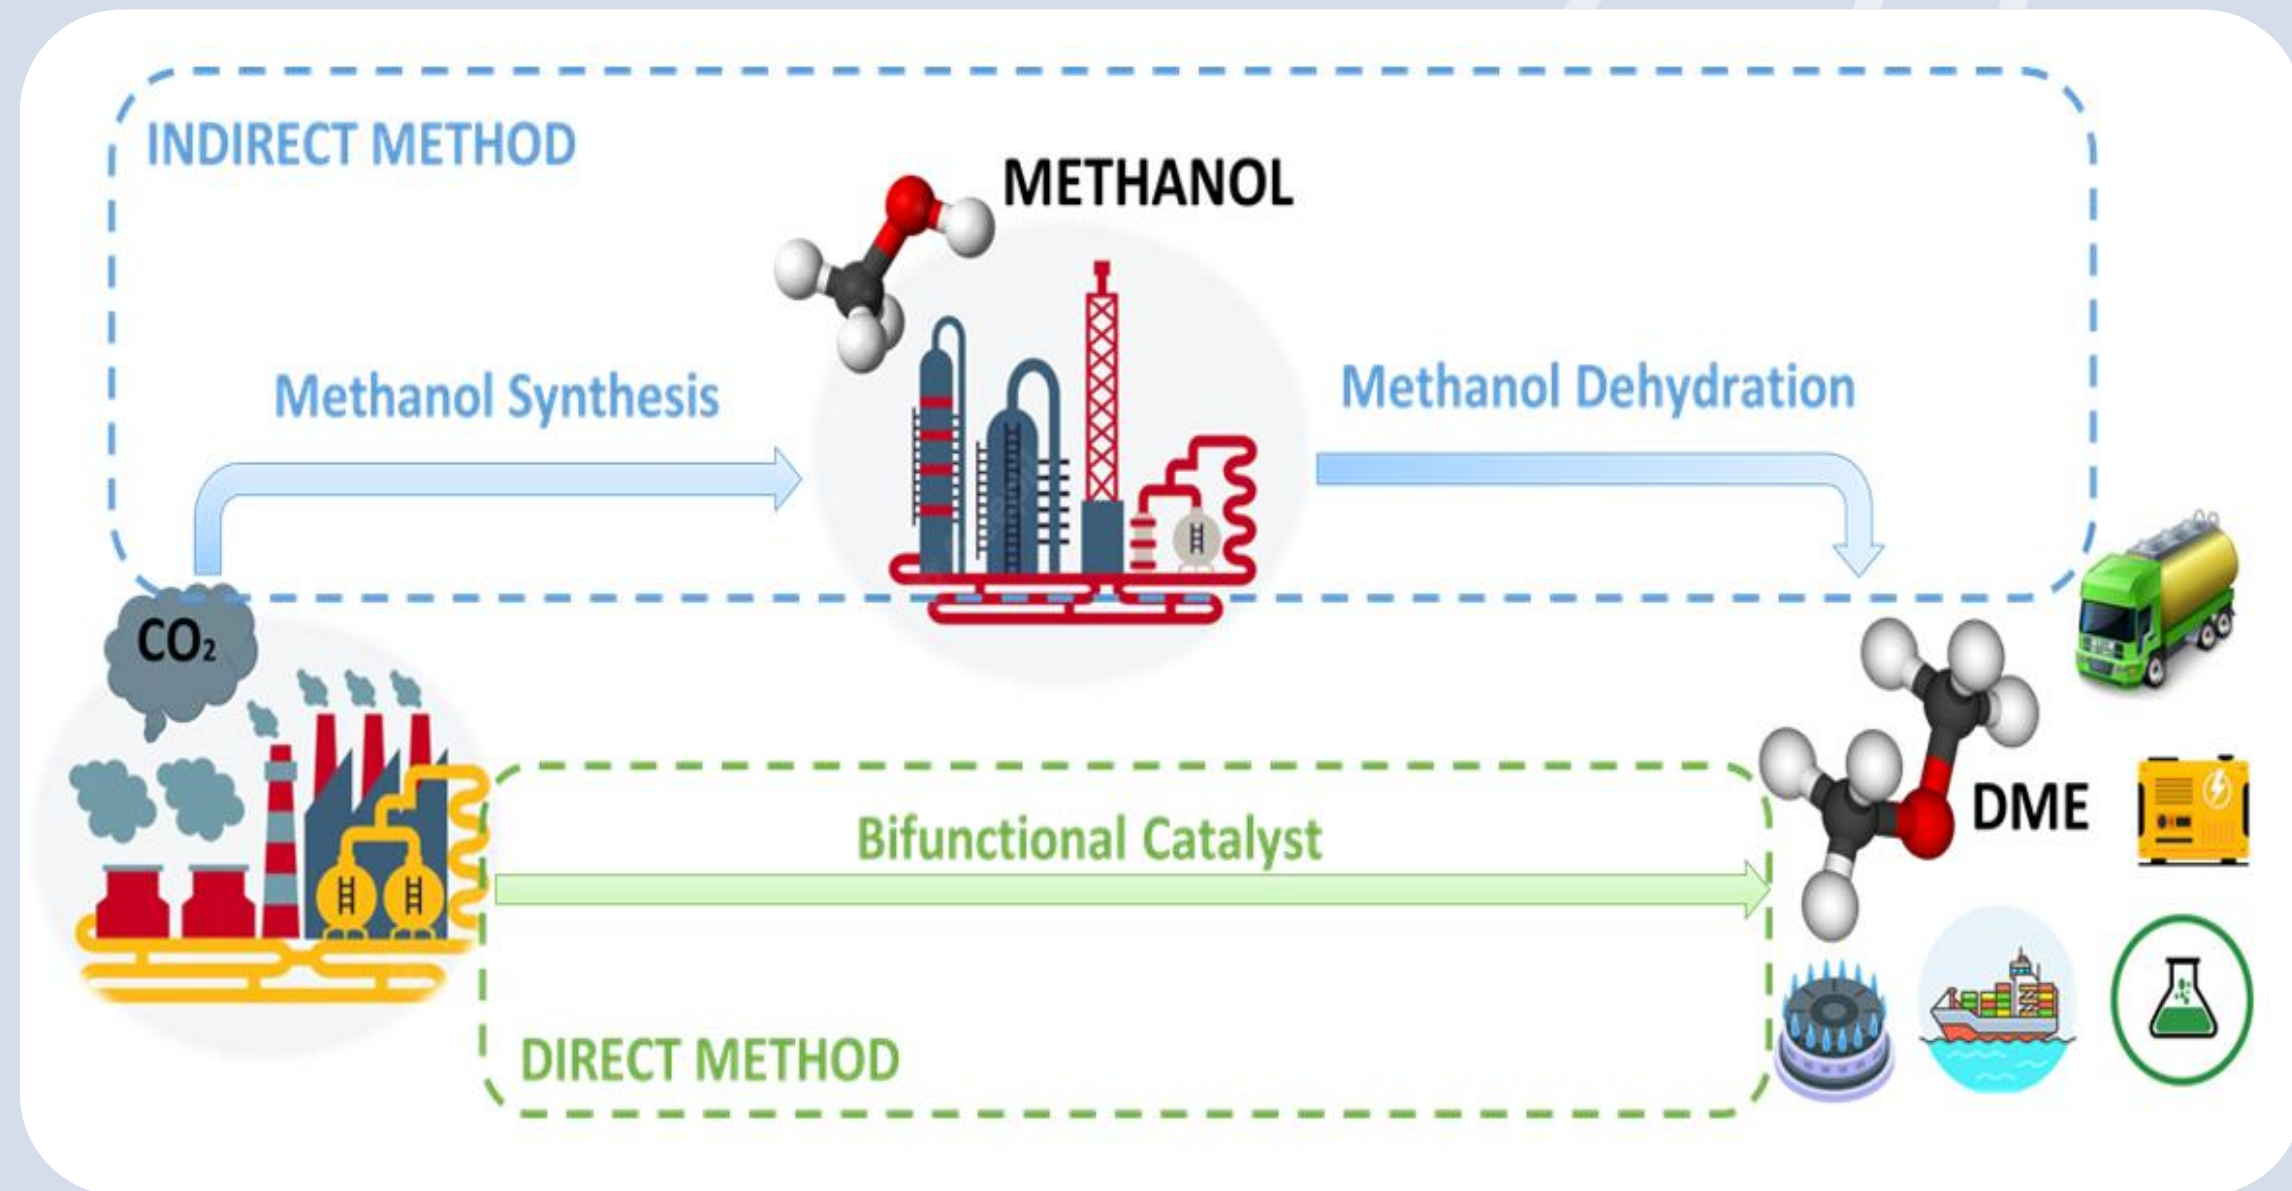 INDIRECT METHOD
METHANOL
Methanol Synthesis
Methanol Dehydration
CO₂
DME
Bifunctional Catalyst
DIRECT METHOD